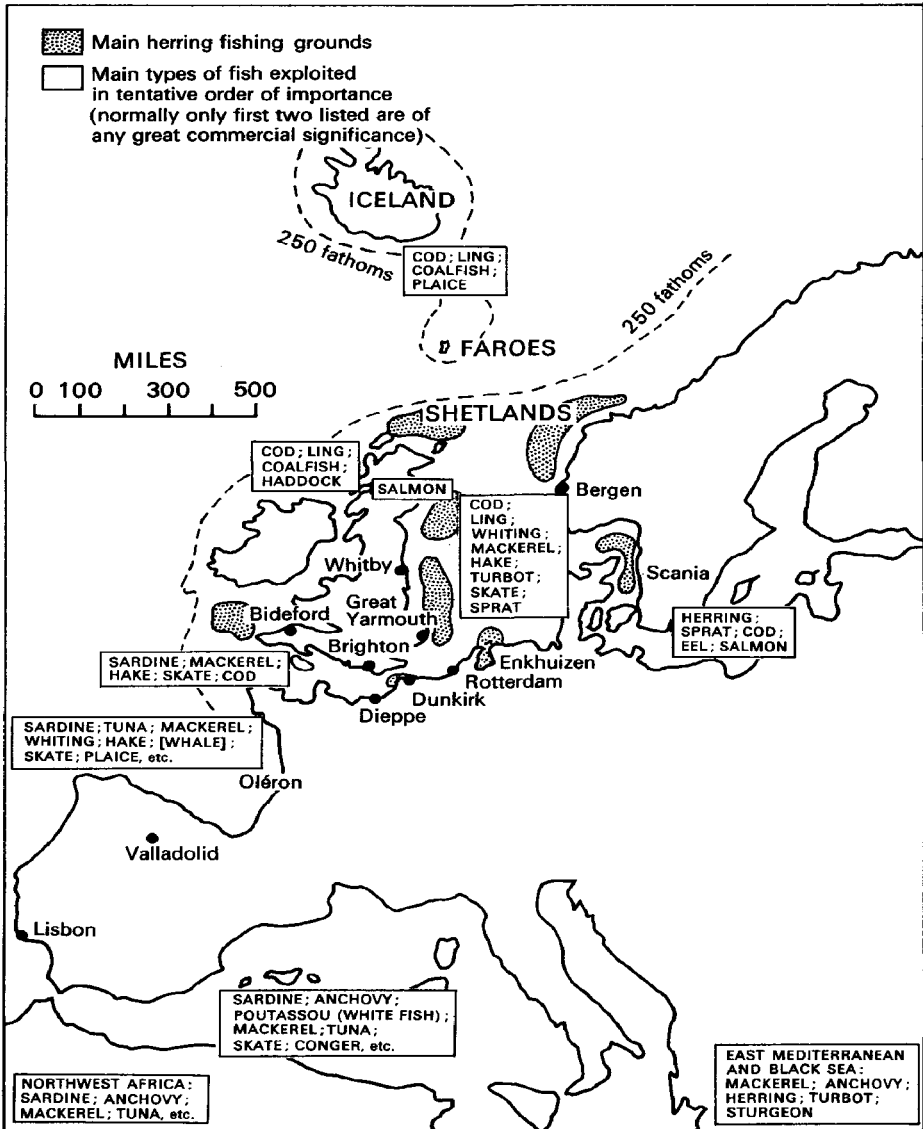 Main herring fishing grounds
Main types of fish exploited
in tentative order of importance
(normally only first two listed are of
any great commercial significance)
ICELAND
250 fathoms
COD; LING;
COALFISH;
PLAICE
250 fathoms
FAROES
MILES
0 100 300 500
SHETLANDS
COD; LING;
COALFISH;
HADDOCK
SALMON
Bergen
COD;
LING;
WHITING;
MACKEREL;
HAKE;
TURBOT;
SKATE;
SPRAT
Whitby
Scania
Great
Yarmouth
Bideford
HERRING;
SPRAT; COD;
EEL; SALMON
Brighton
Enkhuizen
Rotterdam
SARDINE; MACKEREL;
HAKE; SKATE; COD
Dunkirk
Dieppe
SARDINE; TUNA; MACKEREL;
WHITING; HAKE; [WHALE];
SKATE; PLAICE, etc.
Oléron
Valladolid
Lisbon
SARDINE; ANCHOVY;
POUTASSOU (WHITE FISH);
MACKEREL; TUNA;
SKATE; CONGER, etc.
NORTHWEST AFRICA:
SARDINE; ANCHOVY;
MACKEREL; TUNA, etc.
EAST MEDITERRANEAN
AND BLACK SEA:
MACKEREL; ANCHOVY;
HERRING; TURBOT;
STURGEON